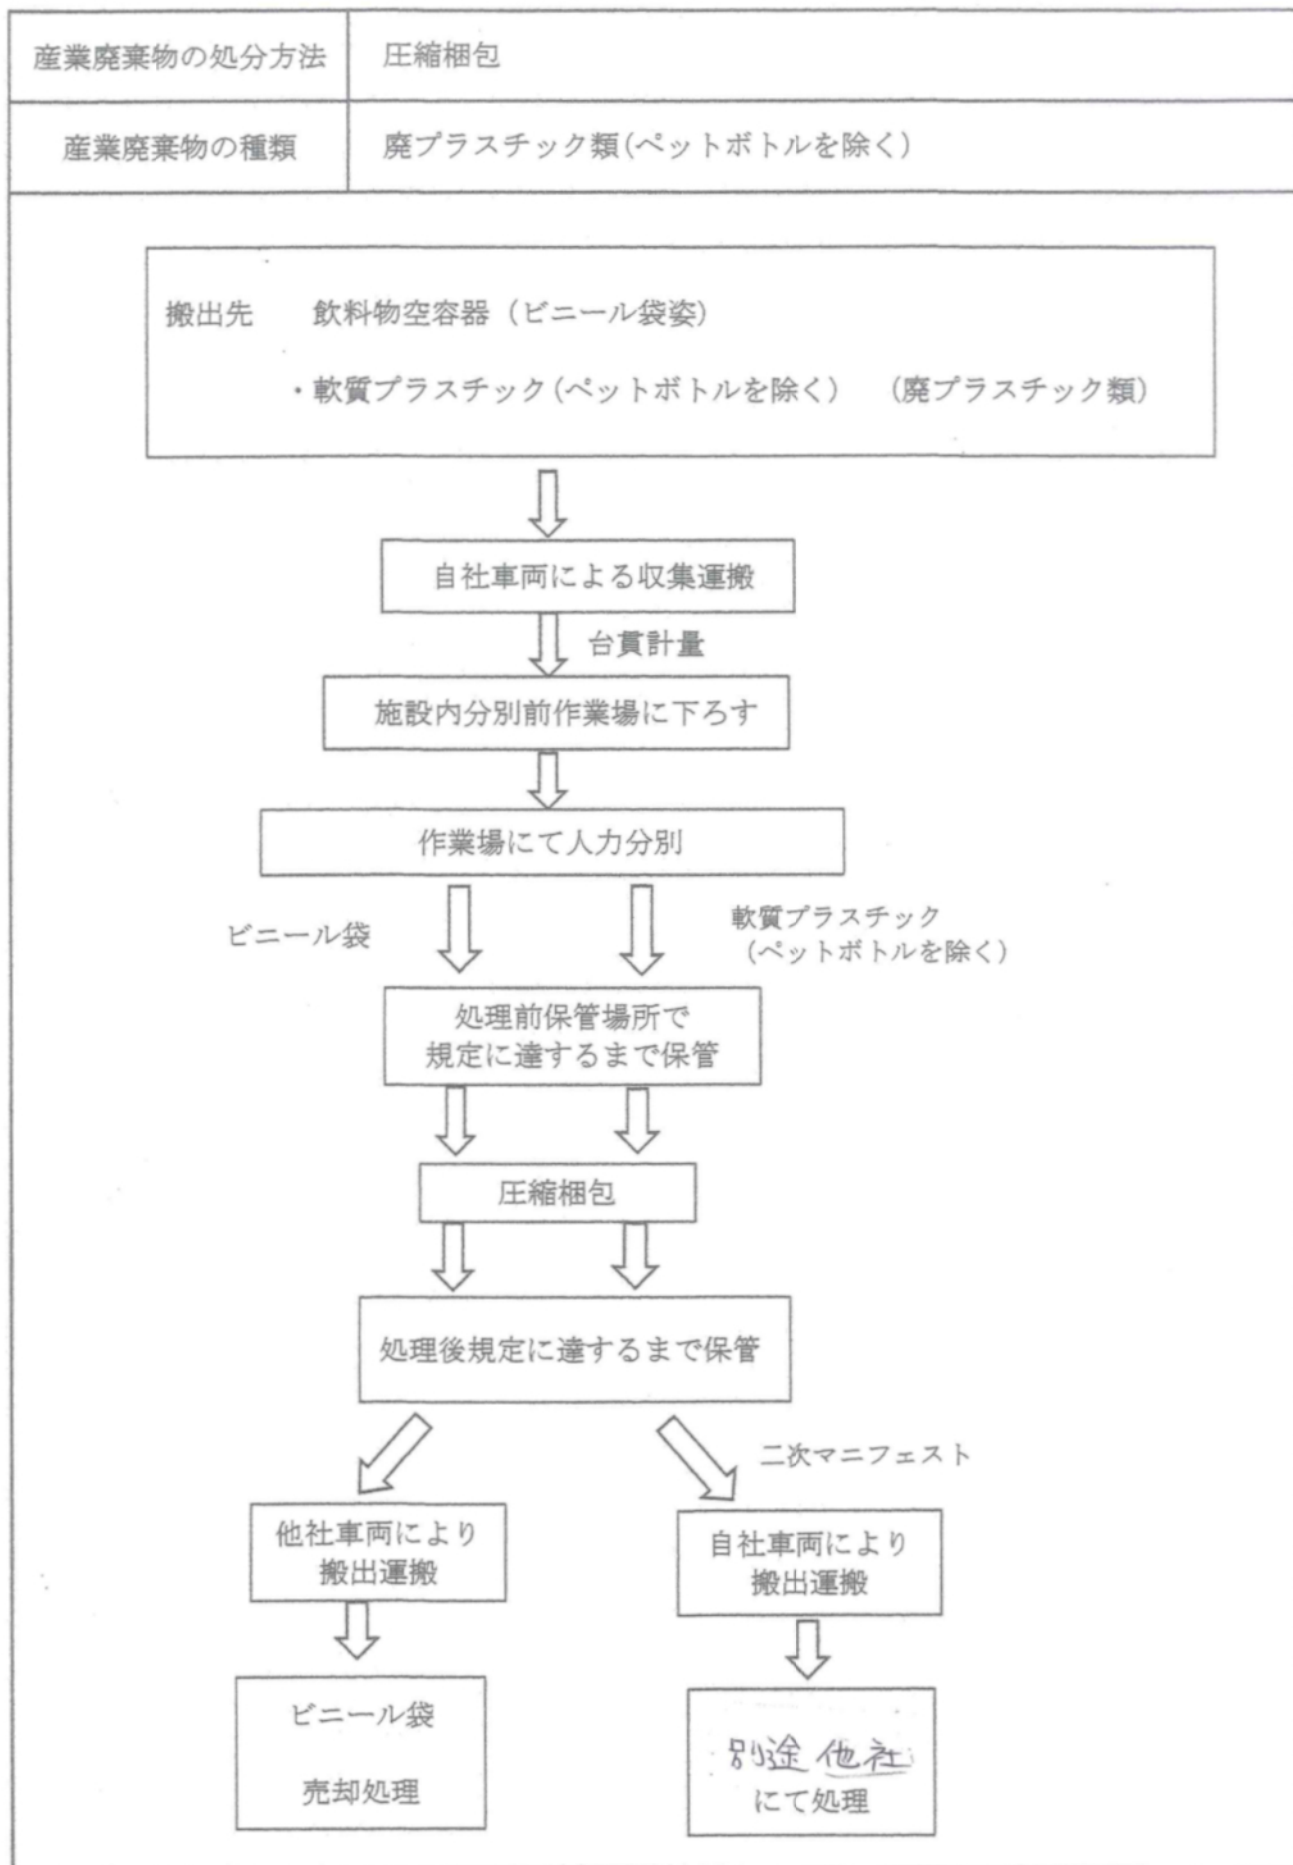 産業廃棄物の処分方法 圧縮梱包
産業廃棄物の種類 廃プラスチック類(ペットボトルを除く)
搬出先 飲料物空容器(ビニール袋姿)
・軟質プラスチック(ペットボトルを除く) (廃プラスチック類)
自社車両による収集運搬
台貫計量
施設内分別前作業場に下ろす
作業場にて人力分別
ビニール袋
軟質プラスチック
(ペットボトルを除く)
処理前保管場所で
規定に達するまで保管
圧縮梱包
処理後規定に達するまで保管
二次マニフェスト
他社車両により
搬出運搬
自社車両により
搬出運搬
ビニール袋
売却処理
別途他社
にて処理